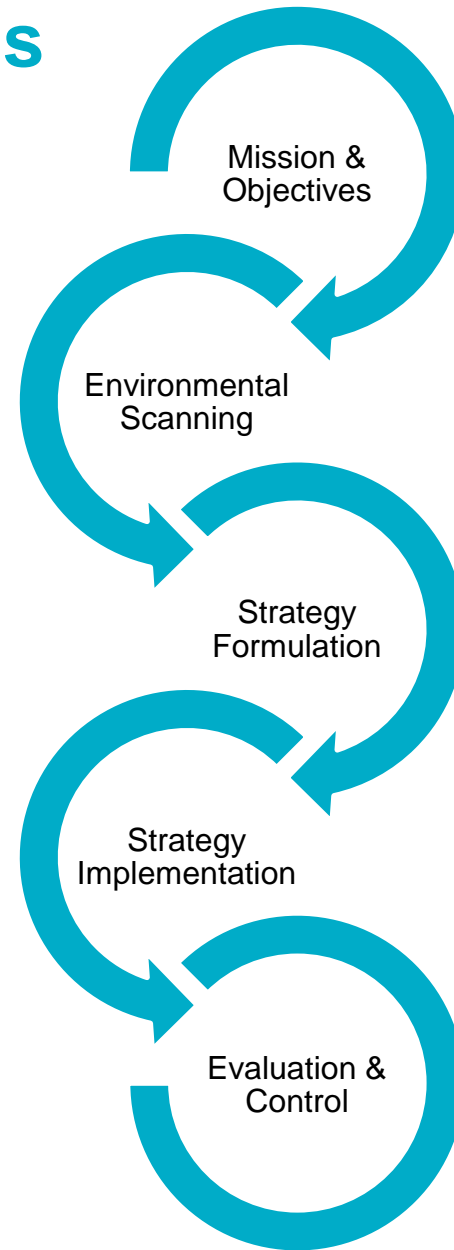 s
Mission &
Objectives
Environmental
Scanning
Strategy
Formulation
Strategy
Implementation
Evaluation &
Control